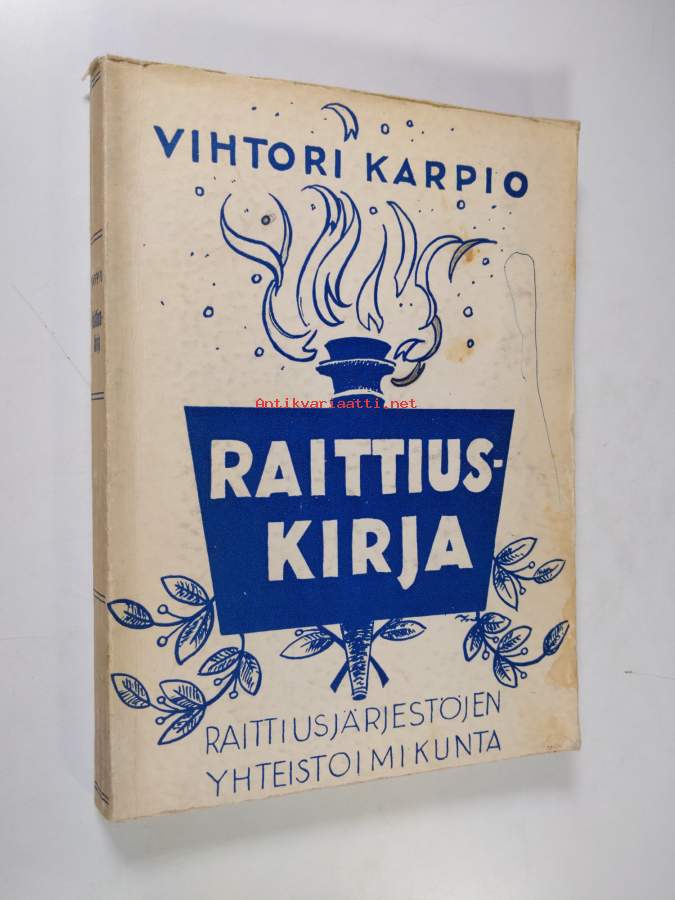 VIHTORI KARPIO
Antikvariaatti.net
RAITTIUS-
KIRJA
RAITTIUSJÄRJESTÖJEN
YHTEISTOIMIKUNTA